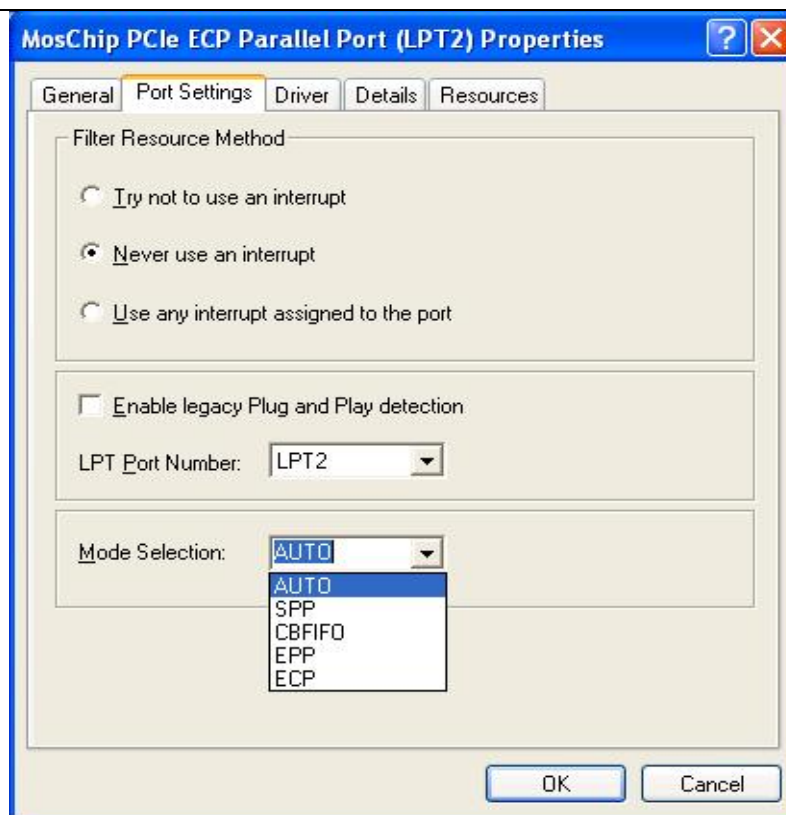 MosChip PCIe ECP Parallel Port (LPT2) Properties
General Port Settings Driver Details Resources
Filter Resource Method
Try not to use an interrupt
Never use an interrupt
Use any interrupt assigned to the port
Enable legacy Plug and Play detection
LPT Port Number: LPT2
Mode Selection: AUTO
AUTO
SPP
CBFIFO
EPP
ECP
OK Cancel